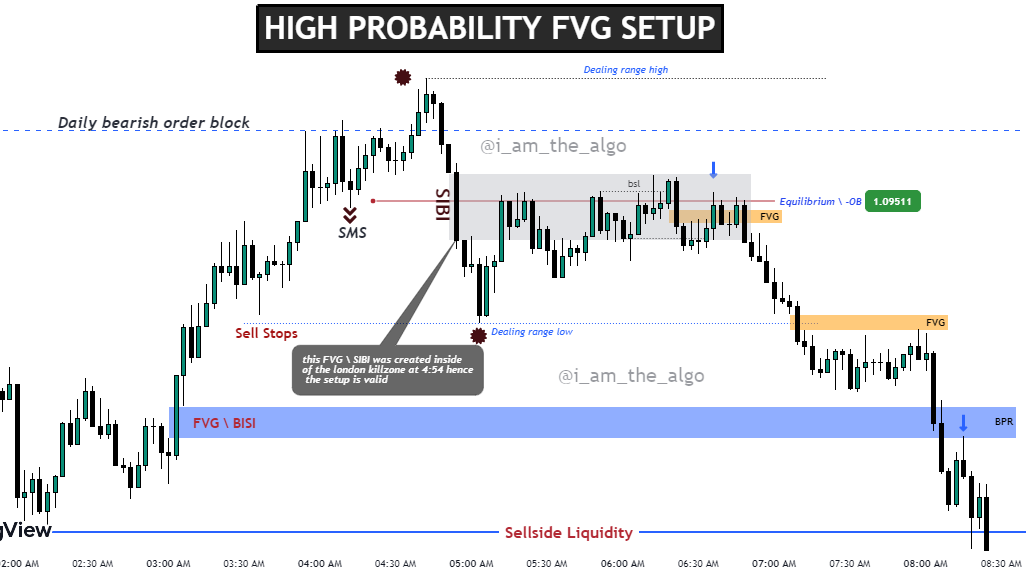 HIGH PROBABILITY FVG SETUP
Dealing range high
Daily bearish order block
@i_am_the_algo
SIBI
bsl
Equilibrium \ -OB
1.09511
FVG
SMS
FVG
Sell Stops
Dealing range low
this FVG \ SIBI was created inside
of the london killzone at 4:54 hence
the setup is valid
@i_am_the_algo
FVG \ BISI
BPR
gView
Sellside Liquidity
02:00 AM 02:30 AM 03:00 AM 03:30 AM 04:00 AM 04:30 AM 05:00 AM 05:30 AM 06:00 AM 06:30 AM 07:00 AM 07:30 AM 08:00 AM 08:30 AM